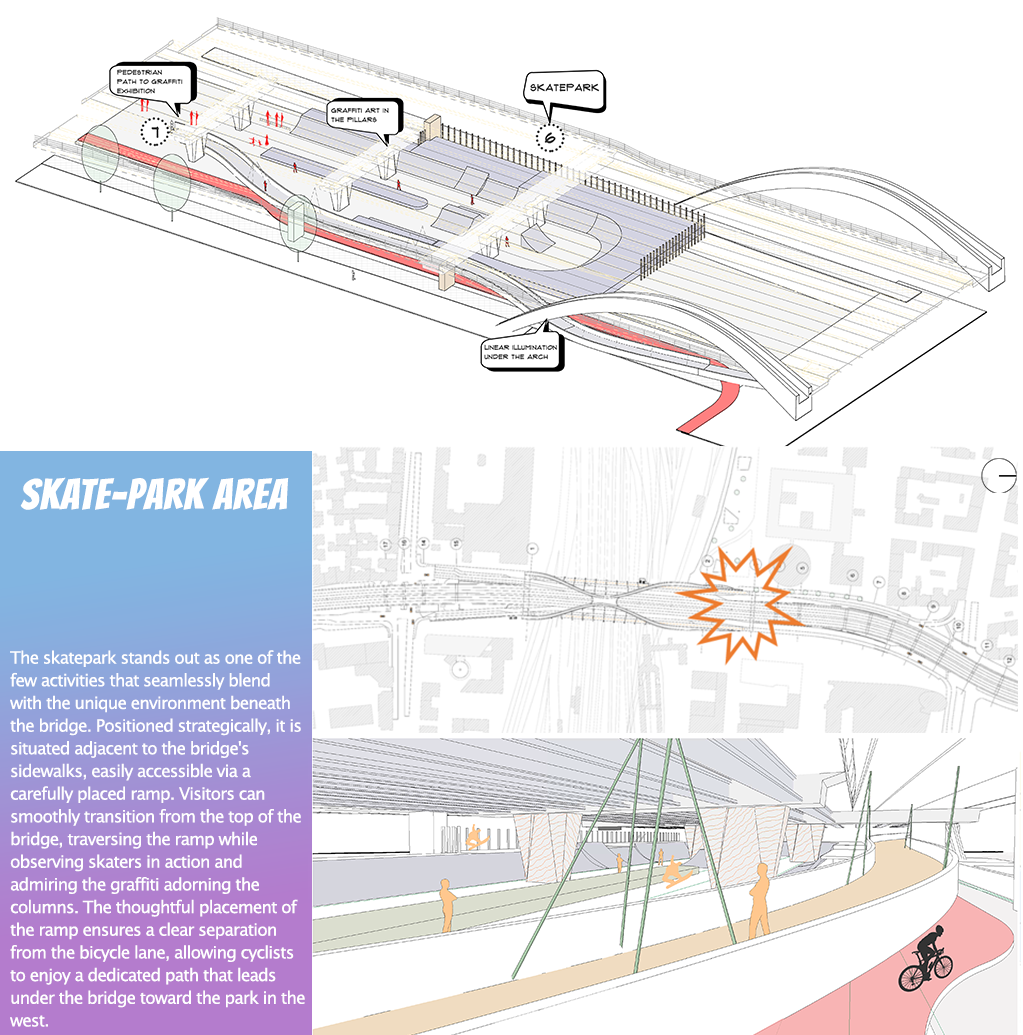 PEDESTRIAN
PATH TO GRAFFITI
EXHIBITION
7
GRAFFITI ART IN
THE PILLARS
SKATEPARK
6
LINEAR ILLUMINATION
UNDER THE ARCH
SKATE-PARK AREA
The skatepark stands out as one of the
few activities that seamlessly blend
with the unique environment beneath
the bridge. Positioned strategically, it is
situated adjacent to the bridge's
sidewalks, easily accessible via a
carefully placed ramp. Visitors can
smoothly transition from the top of the
bridge, traversing the ramp while
observing skaters in action and
admiring the graffiti adorning the
columns. The thoughtful placement of
the ramp ensures a clear separation
from the bicycle lane, allowing cyclists
to enjoy a dedicated path that leads
under the bridge toward the park in the
west.